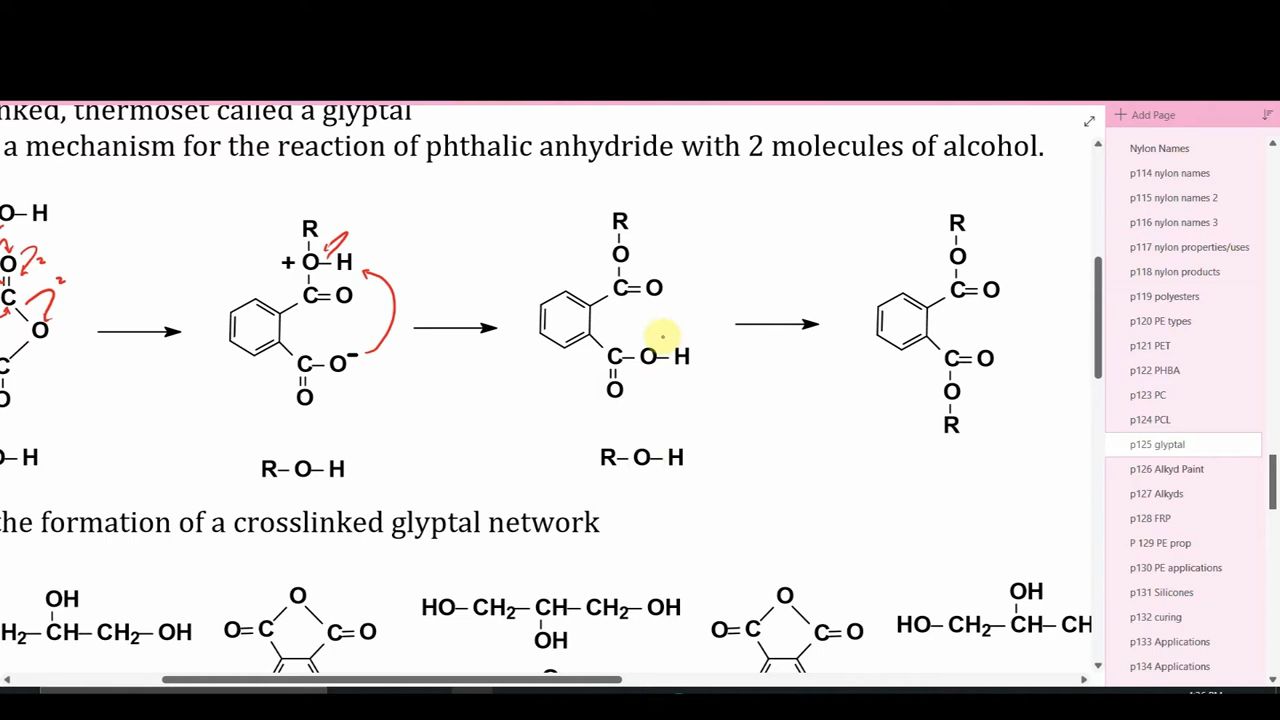 nked, thermoset called a glyptal
a mechanism for the reaction of phthalic anhydride with 2 molecules of alcohol.
O–H
O
C
O
C
O
O–H
R
+ O–H
C=O
C–O⁻
O
R–O–H
R
O
C=O
C–O–H
O
R–O–H
R
O
C=O
C=O
O
R
2
2
the formation of a crosslinked glyptal network
OH
H₂–CH–CH₂–OH
O
O=C C=O
HO–CH₂–CH–CH₂–OH
OH
O
O=C C=O
OH
HO–CH₂–CH–CH
Add Page
Nylon Names
p114 nylon names
p115 nylon names 2
p116 nylon names 3
p117 nylon properties/uses
p118 nylon products
p119 polyesters
p120 PE types
p121 PET
p122 PHBA
p123 PC
p124 PCL
p125 glyptal
p126 Alkyd Paint
p127 Alkyds
p128 FRP
P 129 PE prop
p130 PE applications
p131 Silicones
p132 curing
p133 Applications
p134 Applications